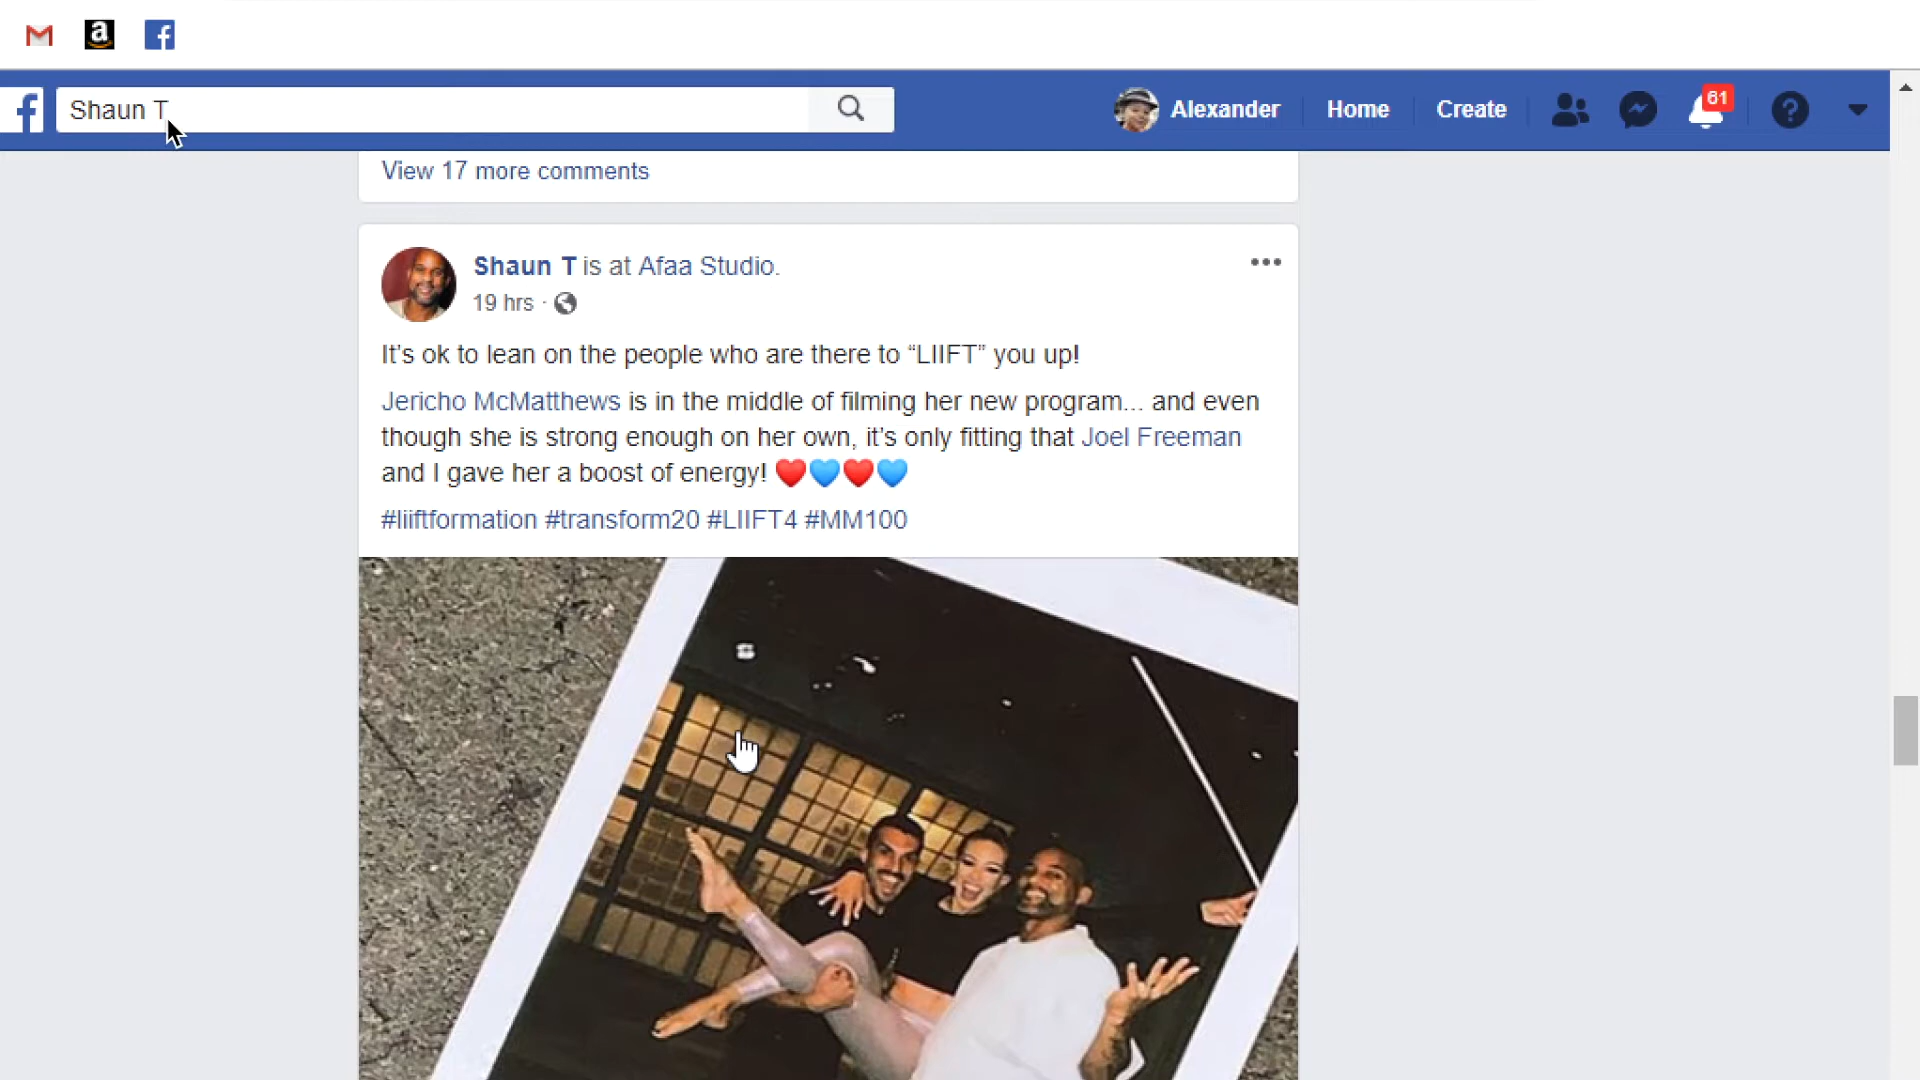 Shaun T
Alexander
Home
Create
61
View 17 more comments
Shaun T is at Afaa Studio.
19 hrs ·
It's ok to lean on the people who are there to “LIIFT” you up!
Jericho McMatthews is in the middle of filming her new program... and even
though she is strong enough on her own, it's only fitting that Joel Freeman
and I gave her a boost of energy! ❤️💙❤️💙
#liiftformation #transform20 #LIIFT4 #MM100